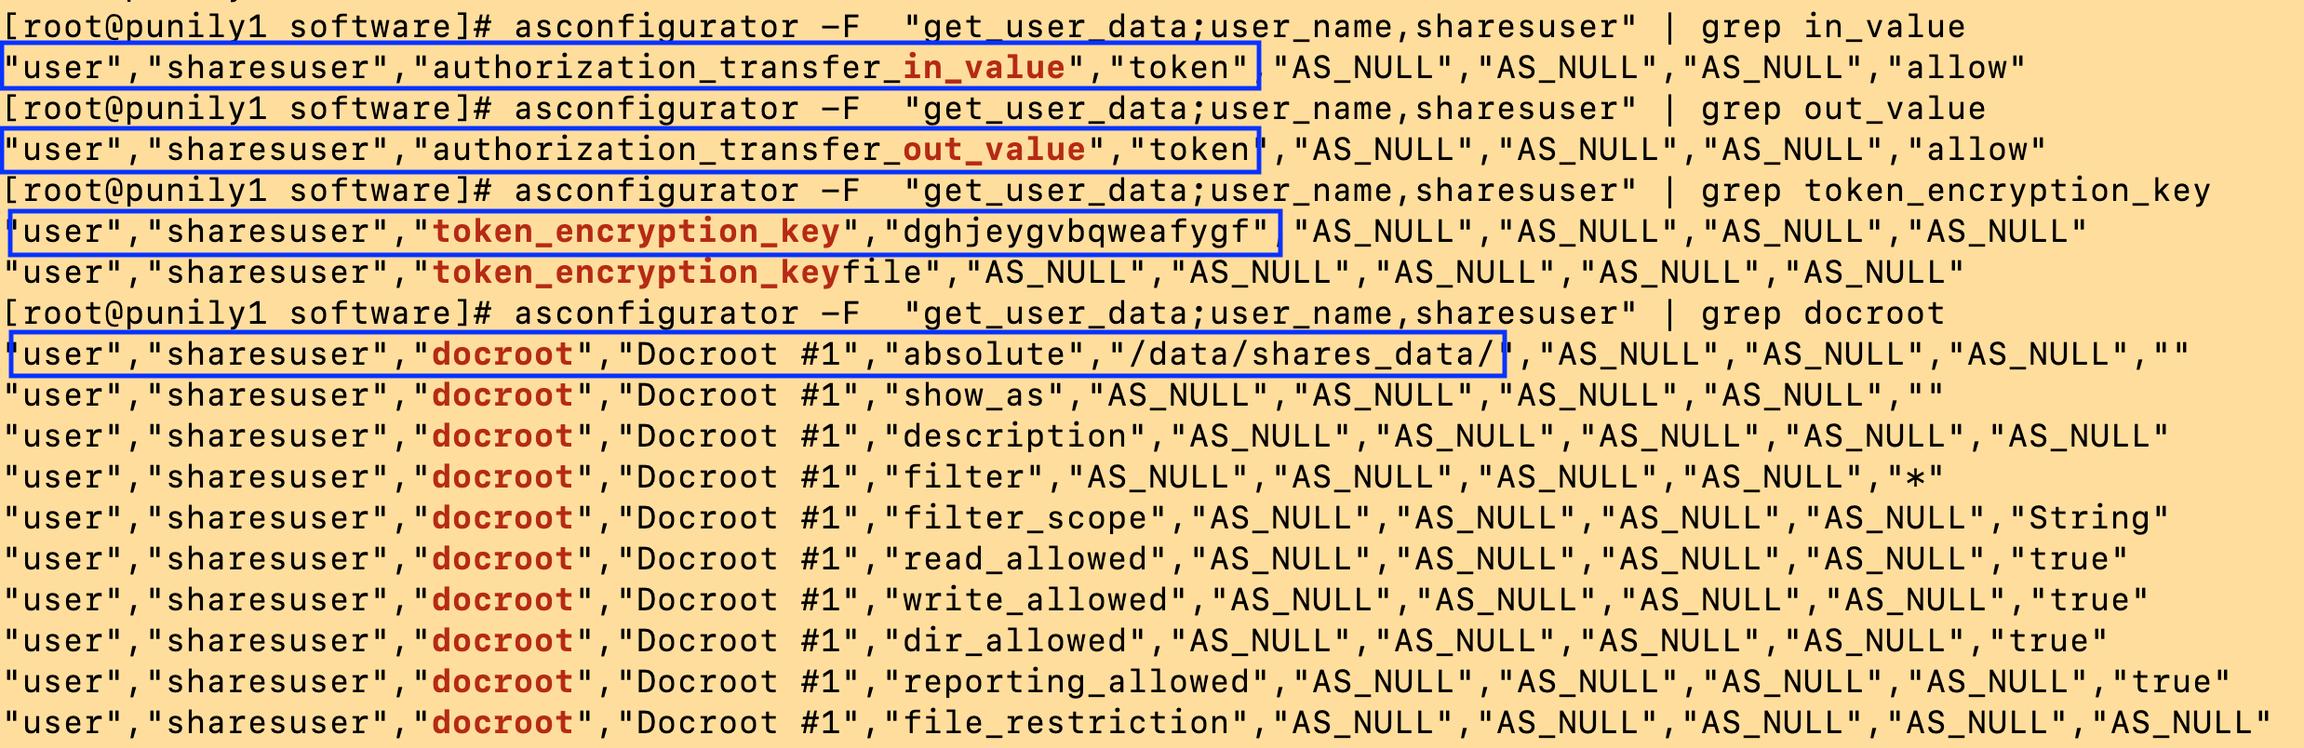 [root@punily1 software]# asconfigurator -F  "get_user_data;user_name,sharesuser" | grep in_value
"user","sharesuser","authorization_transfer_in_value","token","AS_NULL","AS_NULL","AS_NULL","allow"
[root@punily1 software]# asconfigurator -F  "get_user_data;user_name,sharesuser" | grep out_value
"user","sharesuser","authorization_transfer_out_value","token","AS_NULL","AS_NULL","AS_NULL","allow"
[root@punily1 software]# asconfigurator -F  "get_user_data;user_name,sharesuser" | grep token_encryption_key
"user","sharesuser","token_encryption_key","dghjeygvbqweafygf","AS_NULL","AS_NULL","AS_NULL","AS_NULL"
"user","sharesuser","token_encryption_keyfile","AS_NULL","AS_NULL","AS_NULL","AS_NULL","AS_NULL"
[root@punily1 software]# asconfigurator -F  "get_user_data;user_name,sharesuser" | grep docroot
"user","sharesuser","docroot","Docroot #1","absolute","/data/shares_data/","AS_NULL","AS_NULL","AS_NULL",""
"user","sharesuser","docroot","Docroot #1","show_as","AS_NULL","AS_NULL","AS_NULL","AS_NULL",""
"user","sharesuser","docroot","Docroot #1","description","AS_NULL","AS_NULL","AS_NULL","AS_NULL","AS_NULL"
"user","sharesuser","docroot","Docroot #1","filter","AS_NULL","AS_NULL","AS_NULL","AS_NULL","*"
"user","sharesuser","docroot","Docroot #1","filter_scope","AS_NULL","AS_NULL","AS_NULL","AS_NULL","String"
"user","sharesuser","docroot","Docroot #1","read_allowed","AS_NULL","AS_NULL","AS_NULL","AS_NULL","true"
"user","sharesuser","docroot","Docroot #1","write_allowed","AS_NULL","AS_NULL","AS_NULL","AS_NULL","true"
"user","sharesuser","docroot","Docroot #1","dir_allowed","AS_NULL","AS_NULL","AS_NULL","AS_NULL","true"
"user","sharesuser","docroot","Docroot #1","reporting_allowed","AS_NULL","AS_NULL","AS_NULL","AS_NULL","true"
"user","sharesuser","docroot","Docroot #1","file_restriction","AS_NULL","AS_NULL","AS_NULL","AS_NULL","AS_NULL"